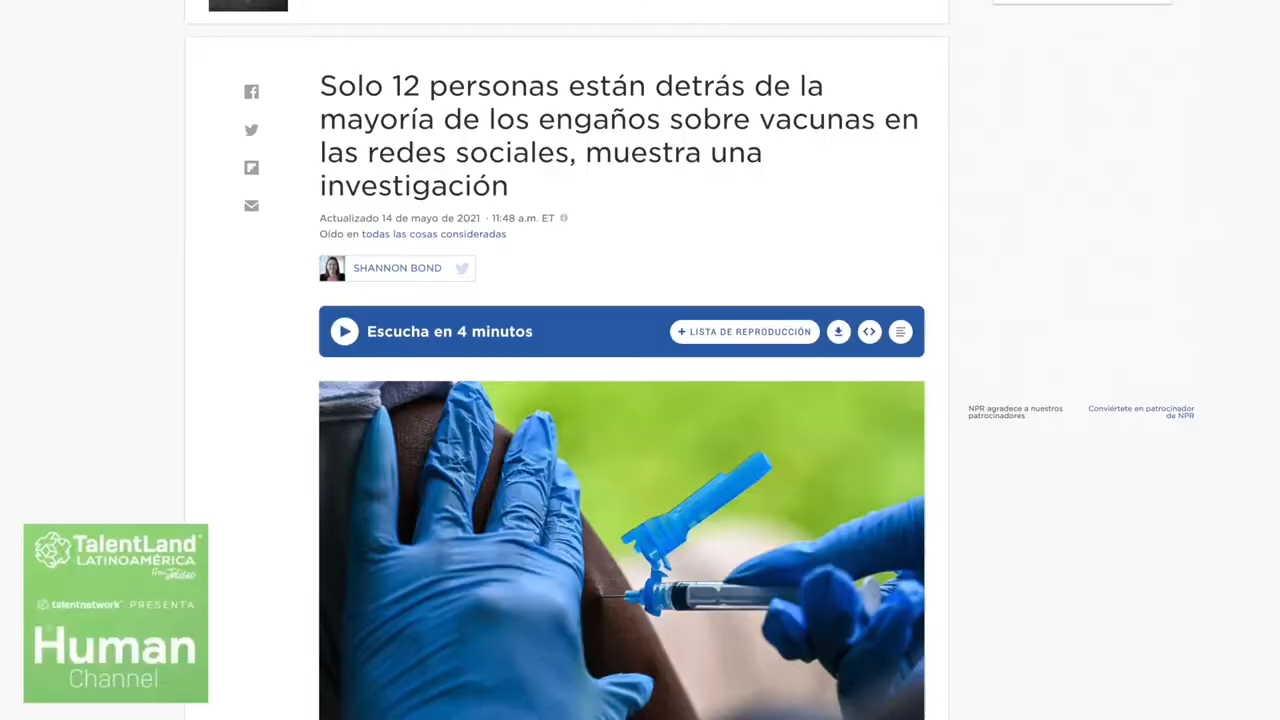 Solo 12 personas están detrás de la
mayoría de los engaños sobre vacunas en
las redes sociales, muestra una
investigación
Actualizado 14 de mayo de 2021 · 11:48 a.m. ET
Oído en todas las cosas consideradas
SHANNON BOND
Escucha en 4 minutos
+ LISTA DE REPRODUCCIÓN
NPR agradece a nuestros
patrocinadores
Conviértete en patrocinador
de NPR
TalentLand
LATINOAMÉRICA
From Jalisco
talentnetwork PRESENTA
Human
Channel